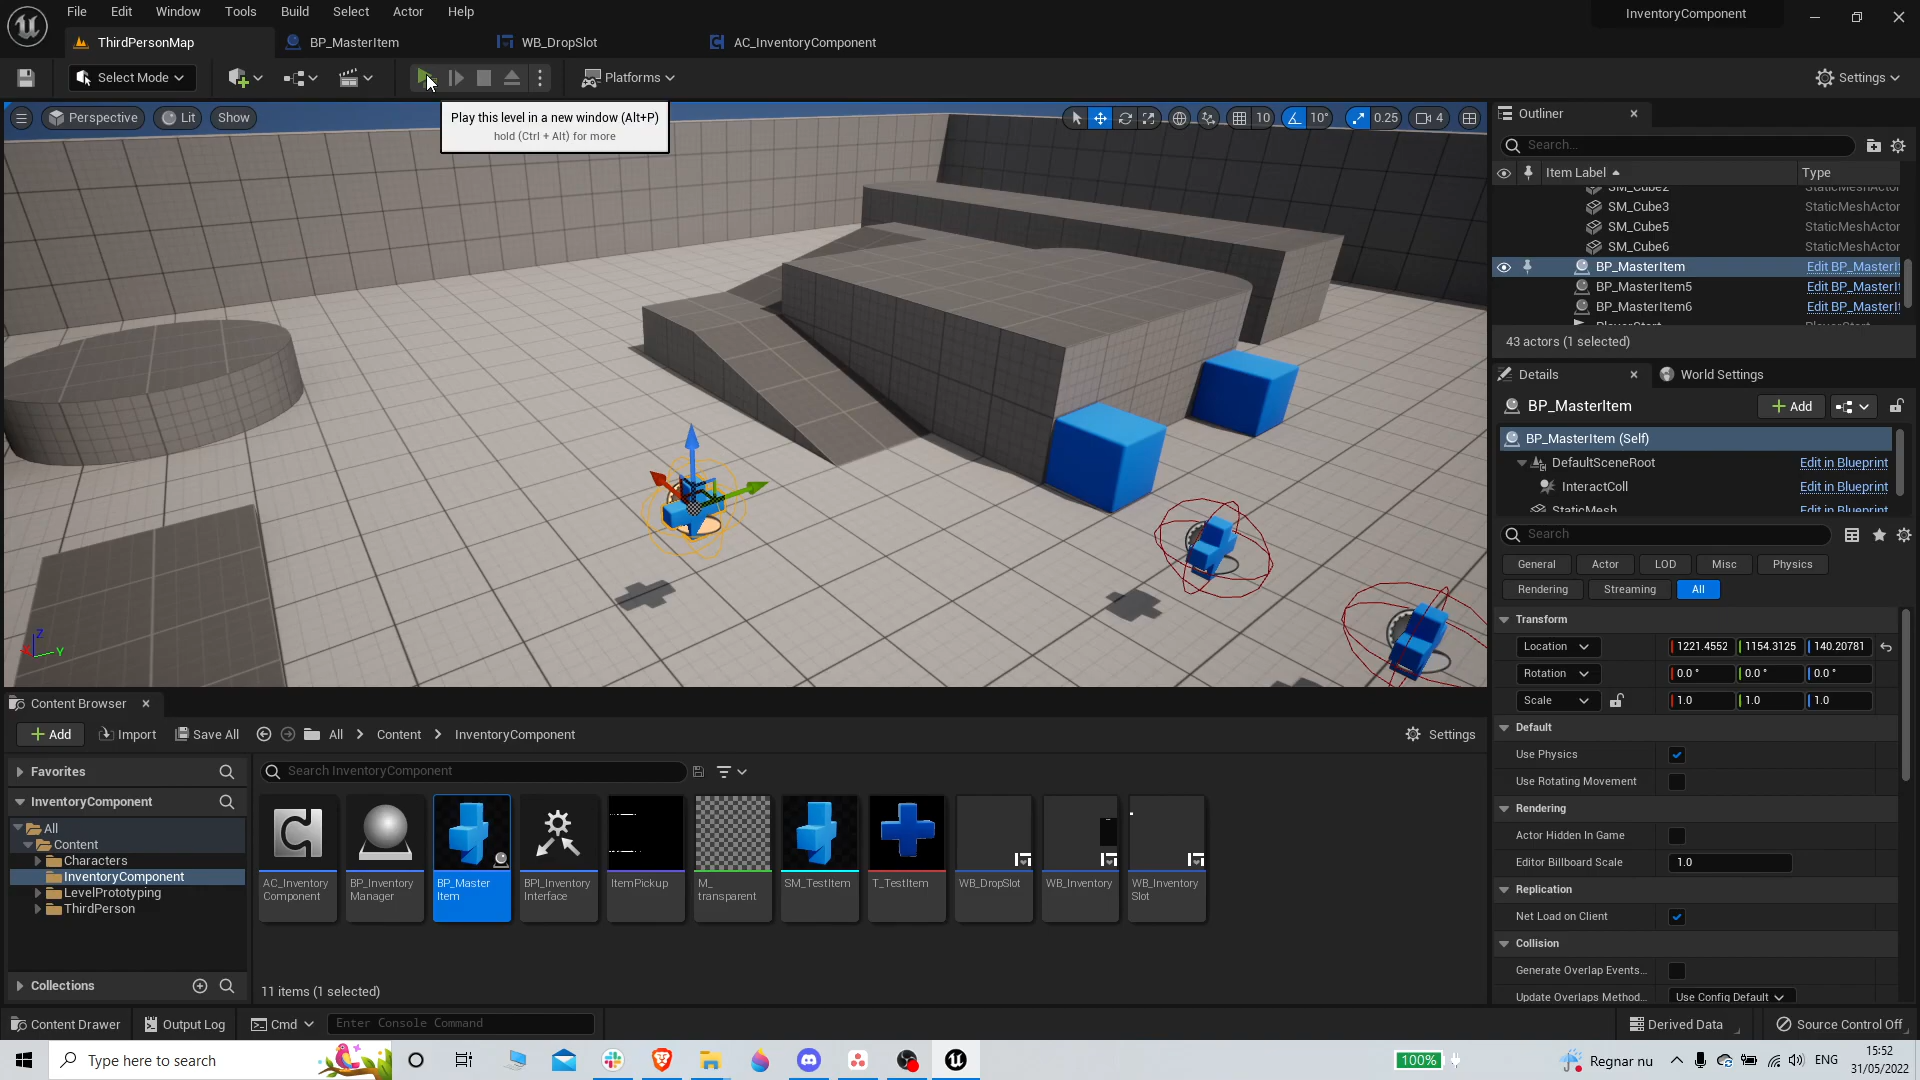 File Edit Window Tools Build Select Actor Help
InventoryComponent
ThirdPersonMap
BP_MasterItem
WB_DropSlot
AC_InventoryComponent
Select Mode
Platforms
Settings
Perspective
Lit
Show
Play this level in a new window (Alt+P)
hold (Ctrl + Alt) for more
10
10°
0.25
4
Z
Y
Outliner
Search...
Item Label
Type
SM_Cube2 StaticMeshActor
SM_Cube3 StaticMeshActor
SM_Cube5 StaticMeshActor
SM_Cube6 StaticMeshActor
BP_MasterItem Edit BP_MasterIt
BP_MasterItem5 Edit BP_MasterIt
BP_MasterItem6 Edit BP_MasterIt
PlayerStart PlayerStart
43 actors (1 selected)
Details
World Settings
BP_MasterItem
Add
BP_MasterItem (Self)
DefaultSceneRoot Edit in Blueprint
InteractColl Edit in Blueprint
StaticMesh Edit in Blueprint
Search
General Actor LOD Misc Physics
Rendering Streaming All
Transform
Location 1221.4552 1154.3125 140.20781
Rotation 0.0 ° 0.0 ° 0.0 °
Scale 1.0 1.0 1.0
Default
Use Physics
Use Rotating Movement
Rendering
Actor Hidden In Game
Editor Billboard Scale 1.0
Replication
Net Load on Client
Collision
Generate Overlap Events...
Update Overlaps Method... Use Config Default
Content Browser
Add
Import
Save All
All
Content
InventoryComponent
Settings
Favorites
InventoryComponent
All
Content
Characters
InventoryComponent
LevelPrototyping
ThirdPerson
Collections
Search InventoryComponent
AC_Inventory
Component
BP_Inventory
Manager
BP_Master
Item
BPI_Inventory
Interface
ItemPickup
M_
transparent
SM_TestItem
T_TestItem
WB_DropSlot
WB_Inventory
WB_Inventory
Slot
11 items (1 selected)
Content Drawer
Output Log
Cmd
Enter Console Command
Derived Data
Source Control Off
Type here to search
100%
Regnar nu
ENG
15:52
31/05/2022